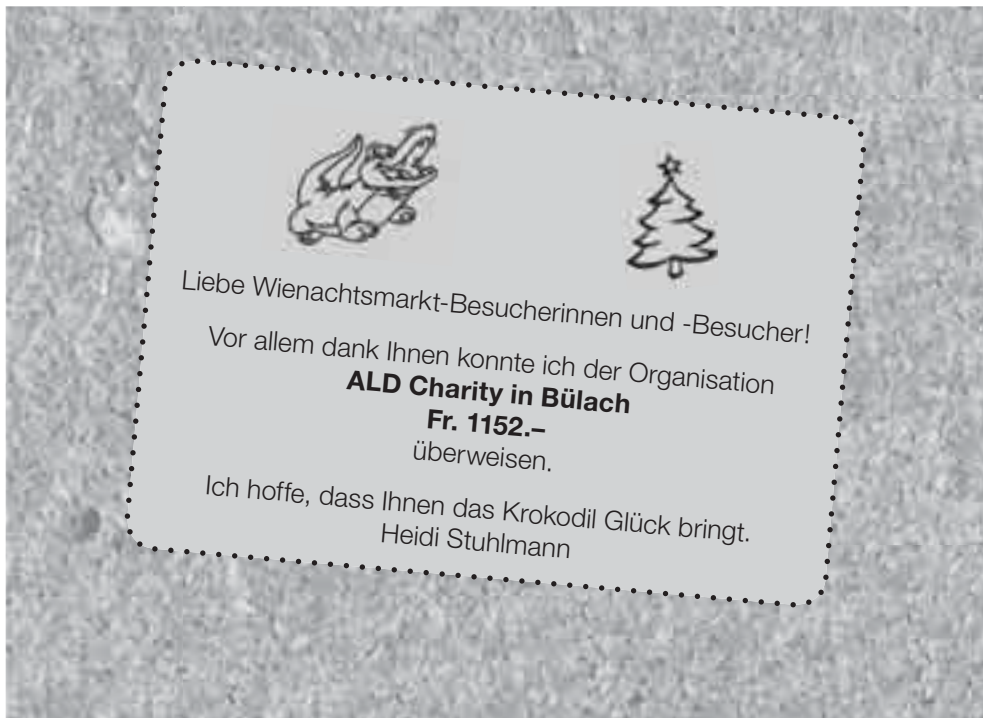 Liebe Wienachtsmarkt-Besucherinnen und -Besucher!
Vor allem dank Ihnen konnte ich der Organisation
ALD Charity in Bülach
Fr. 1152.–
überweisen.
Ich hoffe, dass Ihnen das Krokodil Glück bringt.
Heidi Stuhlmann